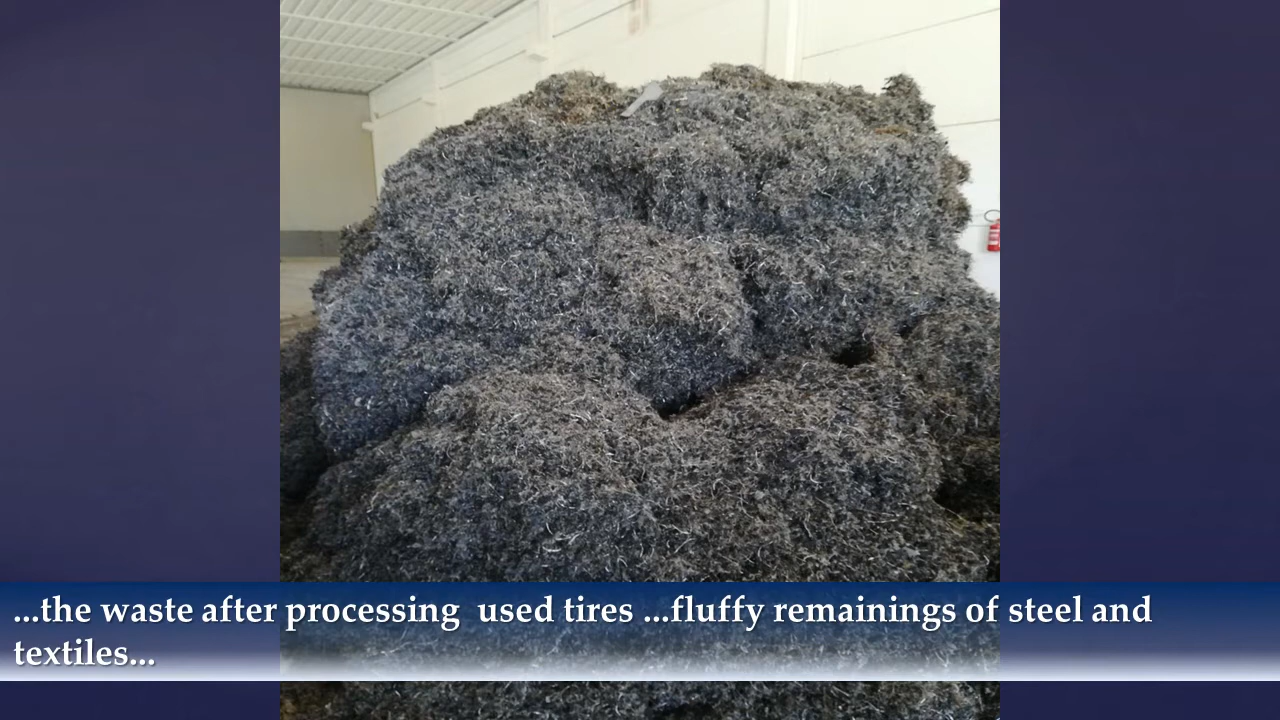 ...the waste after processing  used tires ...fluffy remainings of steel and
textiles...